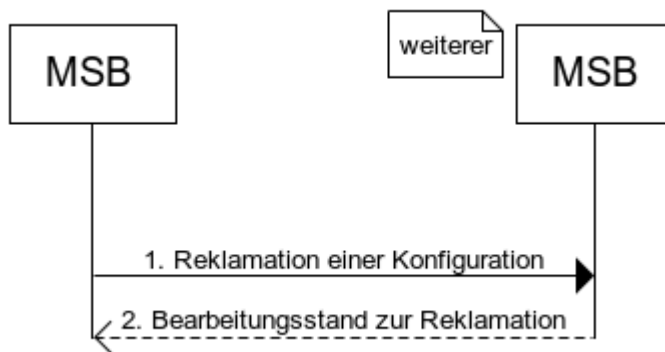 MSB
weiterer
MSB
1. Reklamation einer Konfiguration
2. Bearbeitungsstand zur Reklamation